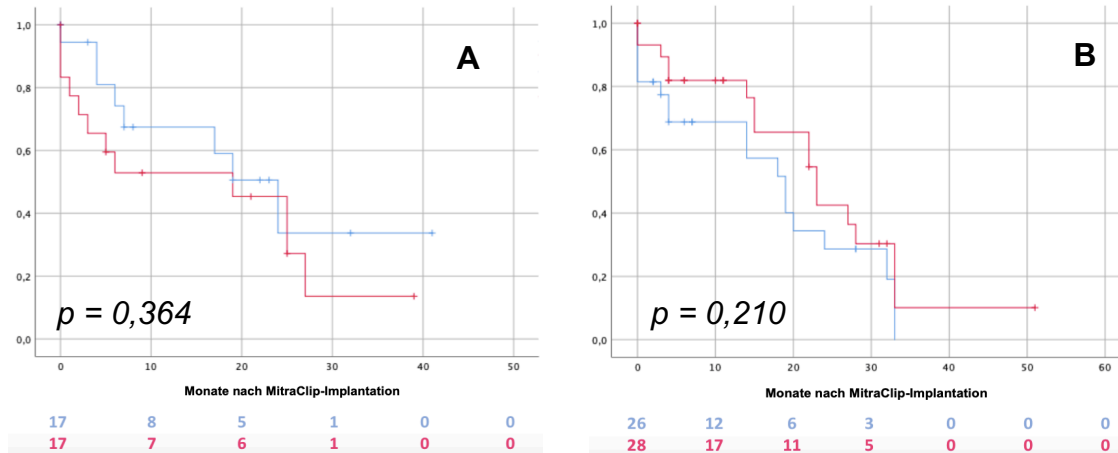 A
1,0
0,8
0,6
0,4
0,2
0,0
p = 0,364
0 10 20 30 40 50
Monate nach MitraClip-Implantation
17 8 5 1 0 0
17 7 6 1 0 0
B
1,0
0,8
0,6
0,4
0,2
0,0
p = 0,210
0 10 20 30 40 50 60
Monate nach MitraClip-Implantation
26 12 6 3 0 0 0
28 17 11 5 0 0 0